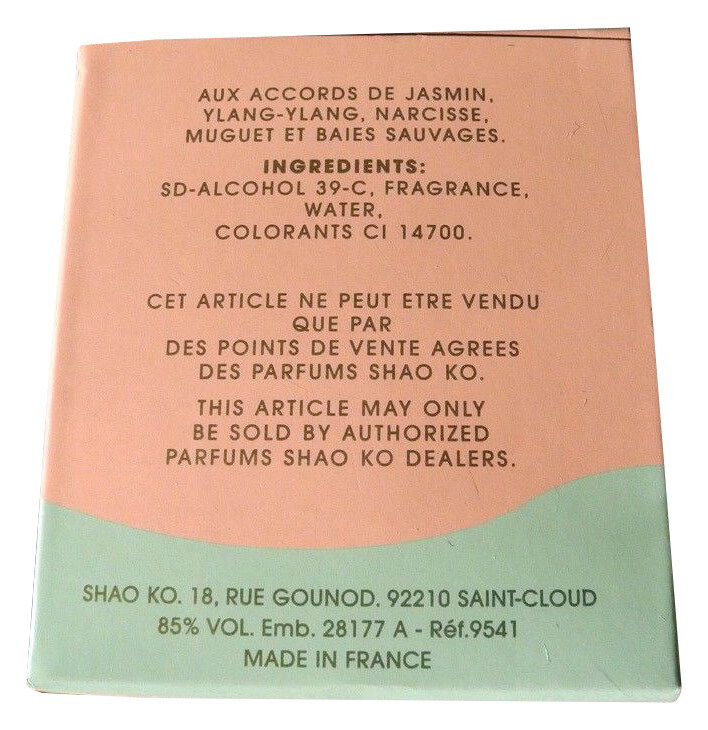 AUX ACCORDS DE JASMIN,
YLANG-YLANG, NARCISSE,
MUGUET ET BAIES SAUVAGES.
INGREDIENTS:
SD-ALCOHOL 39-C, FRAGRANCE,
WATER,
COLORANTS CI 14700.
CET ARTICLE NE PEUT ETRE VENDU
QUE PAR
DES POINTS DE VENTE AGREES
DES PARFUMS SHAO KO.
THIS ARTICLE MAY ONLY
BE SOLD BY AUTHORIZED
PARFUMS SHAO KO DEALERS.
SHAO KO. 18, RUE GOUNOD. 92210 SAINT-CLOUD
85% VOL. Emb. 28177 A - Réf.9541
MADE IN FRANCE